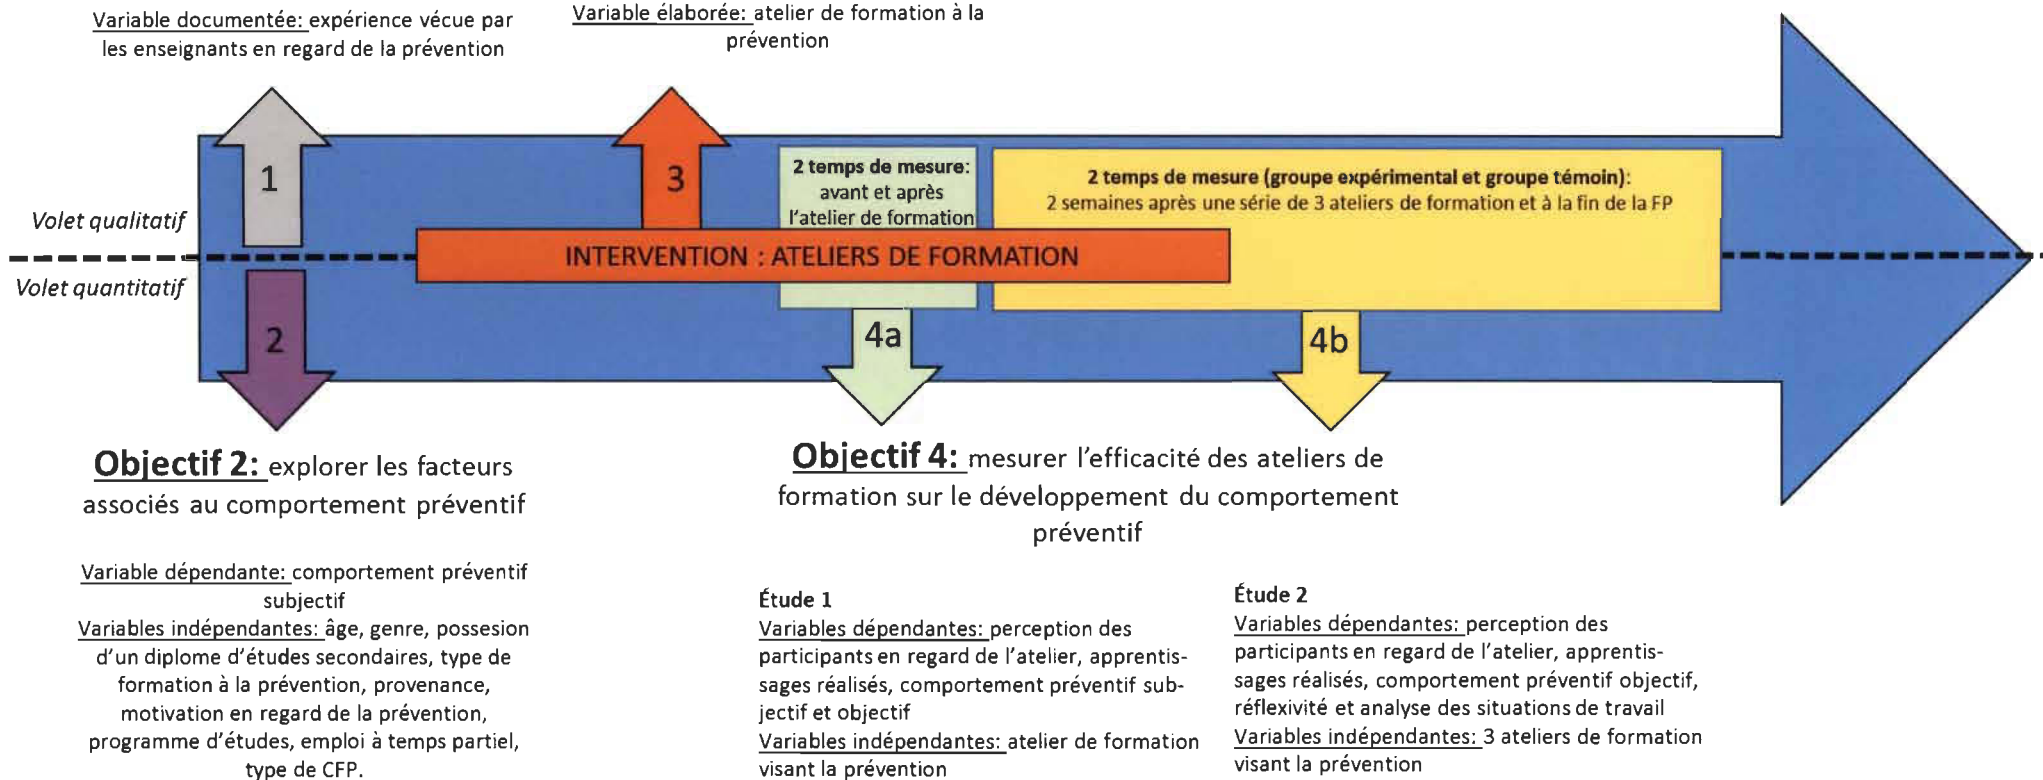 Variable documentée: expérience vécue par
les enseignants en regard de la prévention
Variable élaborée: atelier de formation à la
prévention
1
3
2 temps de mesure:
avant et après
l'atelier de formation
2 temps de mesure (groupe expérimental et groupe témoin):
2 semaines après une série de 3 ateliers de formation et à la fin de la FP
Volet qualitatif
INTERVENTION : ATELIERS DE FORMATION
Volet quantitatif
2
4a
4b
Objectif 2: explorer les facteurs
associés au comportement préventif
Objectif 4: mesurer l'efficacité des ateliers de
formation sur le développement du comportement
préventif
Variable dépendante: comportement préventif
subjectif
Variables indépendantes: âge, genre, possesion
d'un diplome d'études secondaires, type de
formation à la prévention, provenance,
motivation en regard de la prévention,
programme d'études, emploi à temps partiel,
type de CFP.
Étude 1
Variables dépendantes: perception des
participants en regard de l'atelier, apprentis-
sages réalisés, comportement préventif sub-
jectif et objectif
Variables indépendantes: atelier de formation
visant la prévention
Étude 2
Variables dépendantes: perception des
participants en regard de l'atelier, apprentis-
sages réalisés, comportement préventif objectif,
réflexivité et analyse des situations de travail
Variables indépendantes: 3 ateliers de formation
visant la prévention